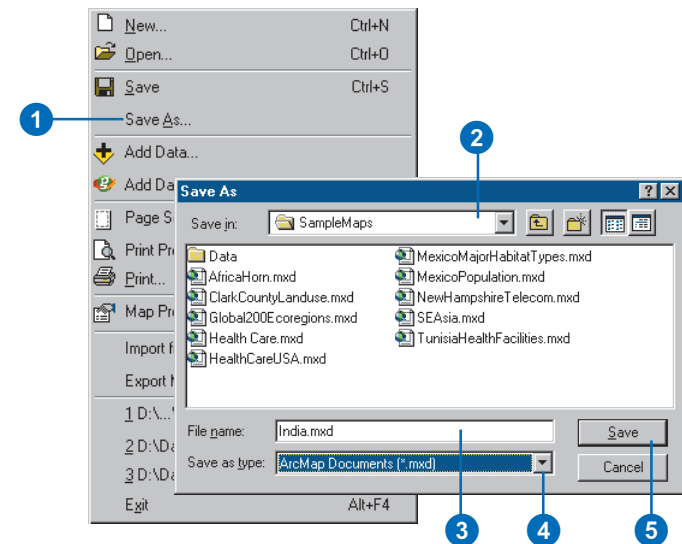 New... Ctrl+N
Open... Ctrl+O
Save Ctrl+S
1
Save As...
2
Add Data...
Add Da
Save As
Page S
Save in: SampleMaps
Print Pr
Data
MexicoMajorHabitatTypes.mxd
AfricaHorn.mxd
MexicoPopulation.mxd
Print...
ClarkCountyLanduse.mxd
NewHampshireTelecom.mxd
Map Pr
Global200Ecoregions.mxd
SEAsia.mxd
Health Care.mxd
TunisiaHealthFacilities.mxd
Import f
HealthCareUSA.mxd
Export M
1 D:\...\
File name: India.mxd
Save
2 D:\Da
Save as type: ArcMap Documents (*.mxd)
Cancel
3 D:\Da
Exit Alt+F4
3
4
5